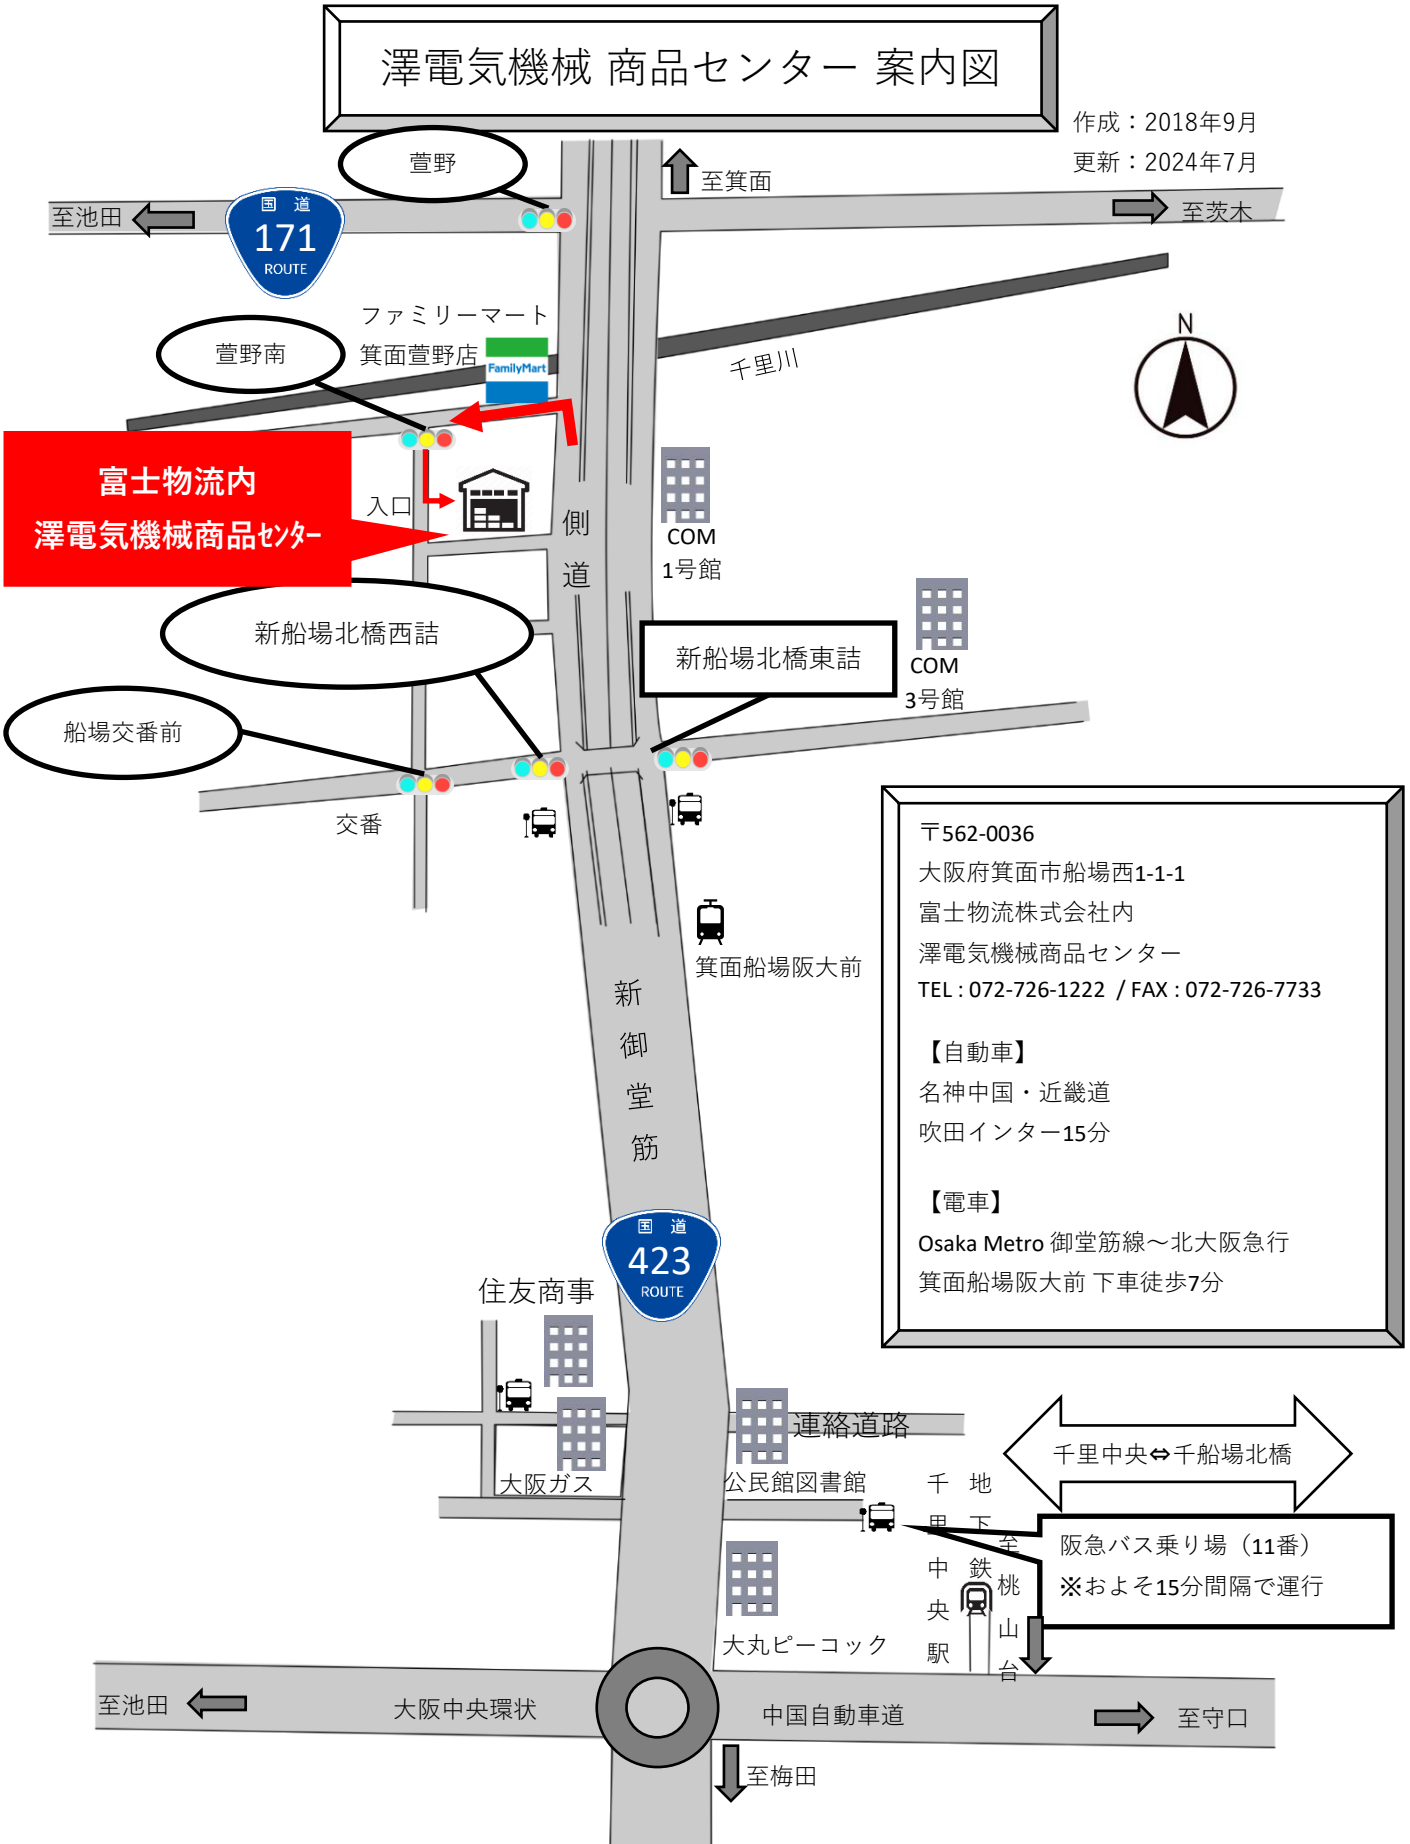 澤電気機械 商品センター 案内図
作成：2018年9月
更新：2024年7月
萱野
至箕面
至池田
国 道
171
ROUTE
至茨木
ファミリーマート
箕面萱野店
FamilyMart
萱野南
千里川
N
富士物流内
澤電気機械商品ｾﾝﾀｰ
入口
側道
COM
1号館
新船場北橋西詰
新船場北橋東詰
COM
3号館
船場交番前
交番
〒562-0036
大阪府箕面市船場西1-1-1
富士物流株式会社内
澤電気機械商品センター
TEL : 072-726-1222 / FAX : 072-726-7733
【自動車】
名神中国・近畿道
吹田インター15分
【電車】
Osaka Metro 御堂筋線～北大阪急行
箕面船場阪大前 下車徒歩7分
箕面船場阪大前
新御堂筋
国 道
423
ROUTE
住友商事
連絡道路
千里中央⇔千船場北橋
大阪ガス
公民館図書館
千里中央駅
地下鉄
至桃山台
阪急バス乗り場（11番）
※およそ15分間隔で運行
大丸ピーコック
至池田
大阪中央環状
中国自動車道
至守口
至梅田